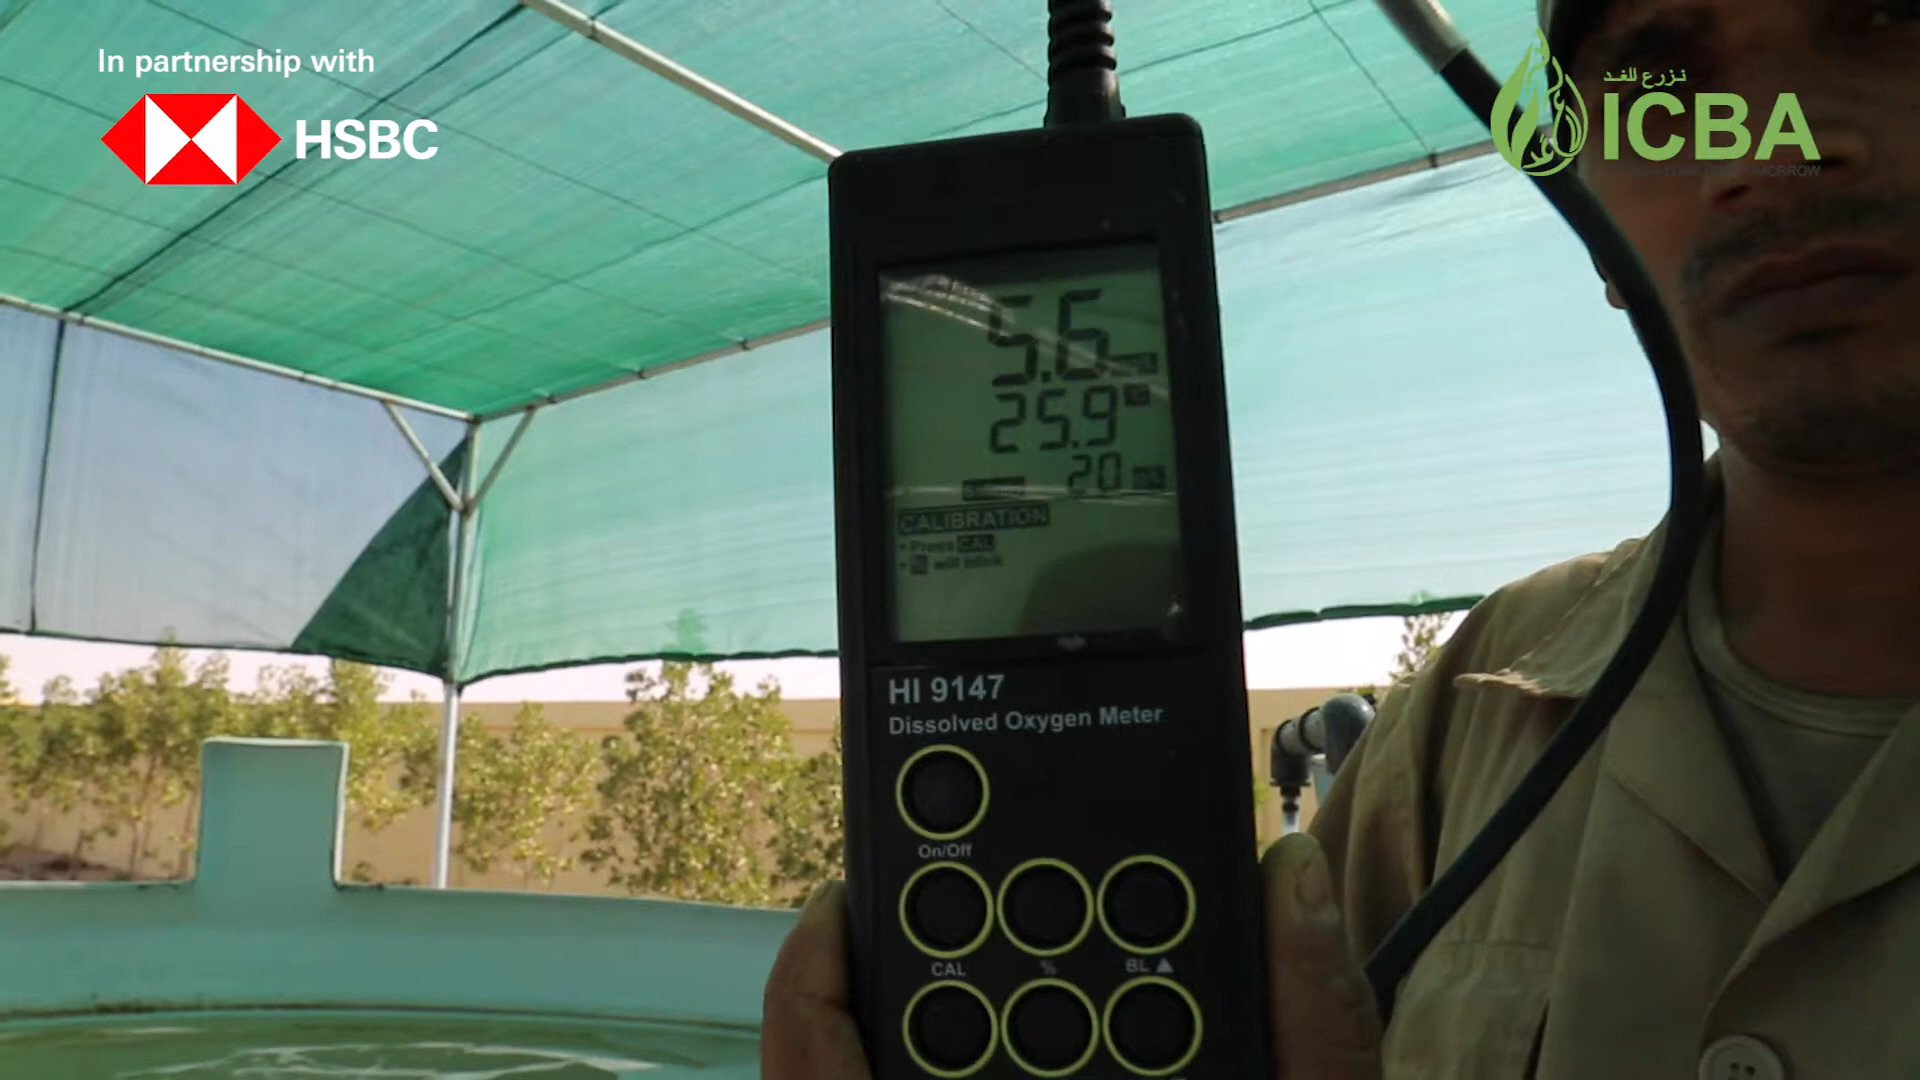 In partnership with
HSBC
نزرع للغد
ICBA
5.6
25.9 °C
20
CALIBRATION
• Press CAL
• % will blink
HI 9147
Dissolved Oxygen Meter
On/Off
CAL
%
BL ▲